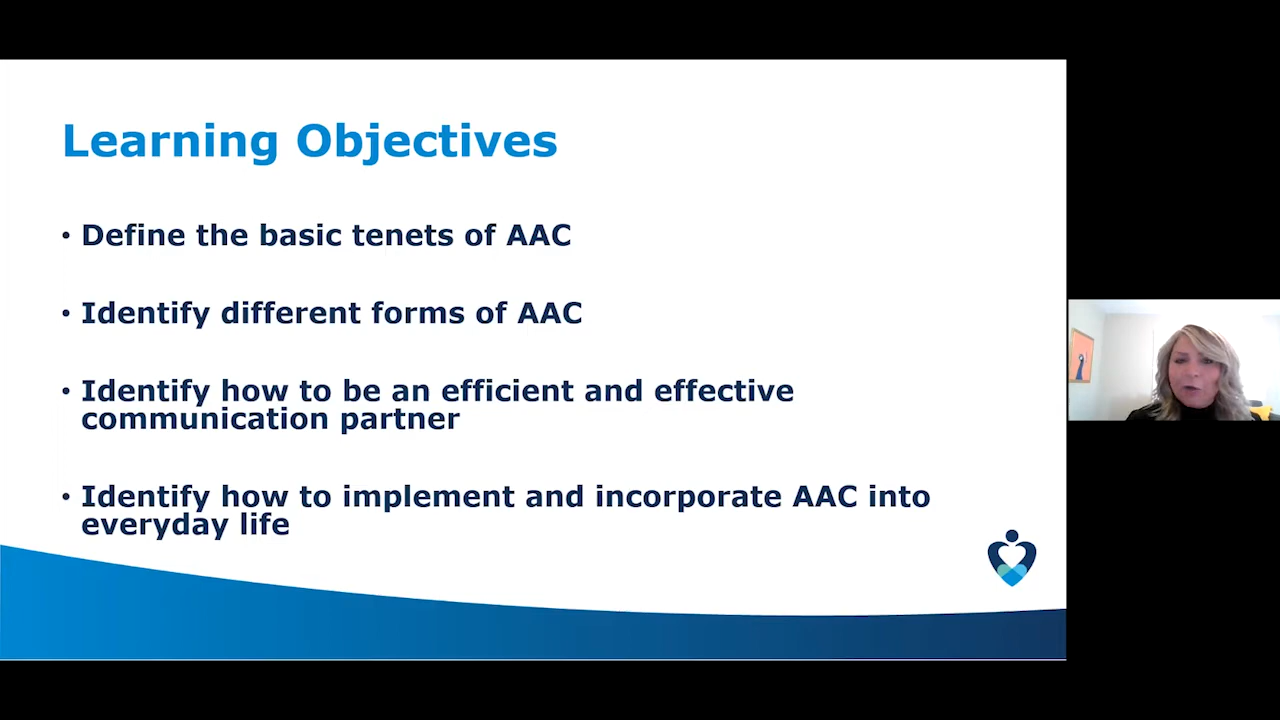 Learning Objectives
• Define the basic tenets of AAC
• Identify different forms of AAC
• Identify how to be an efficient and effective
communication partner
• Identify how to implement and incorporate AAC into
everyday life